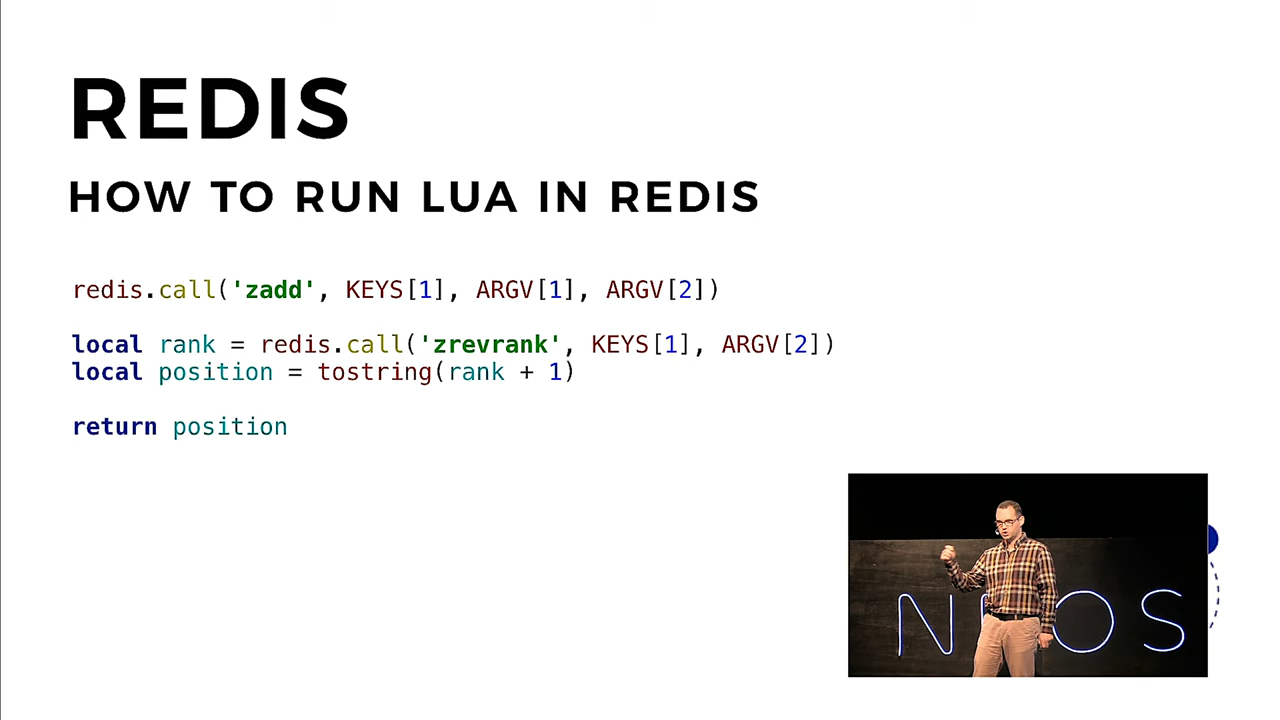 REDIS
HOW TO RUN LUA IN REDIS
redis.call('zadd', KEYS[1], ARGV[1], ARGV[2])
local rank = redis.call('zrevrank', KEYS[1], ARGV[2])
local position = tostring(rank + 1)
return position